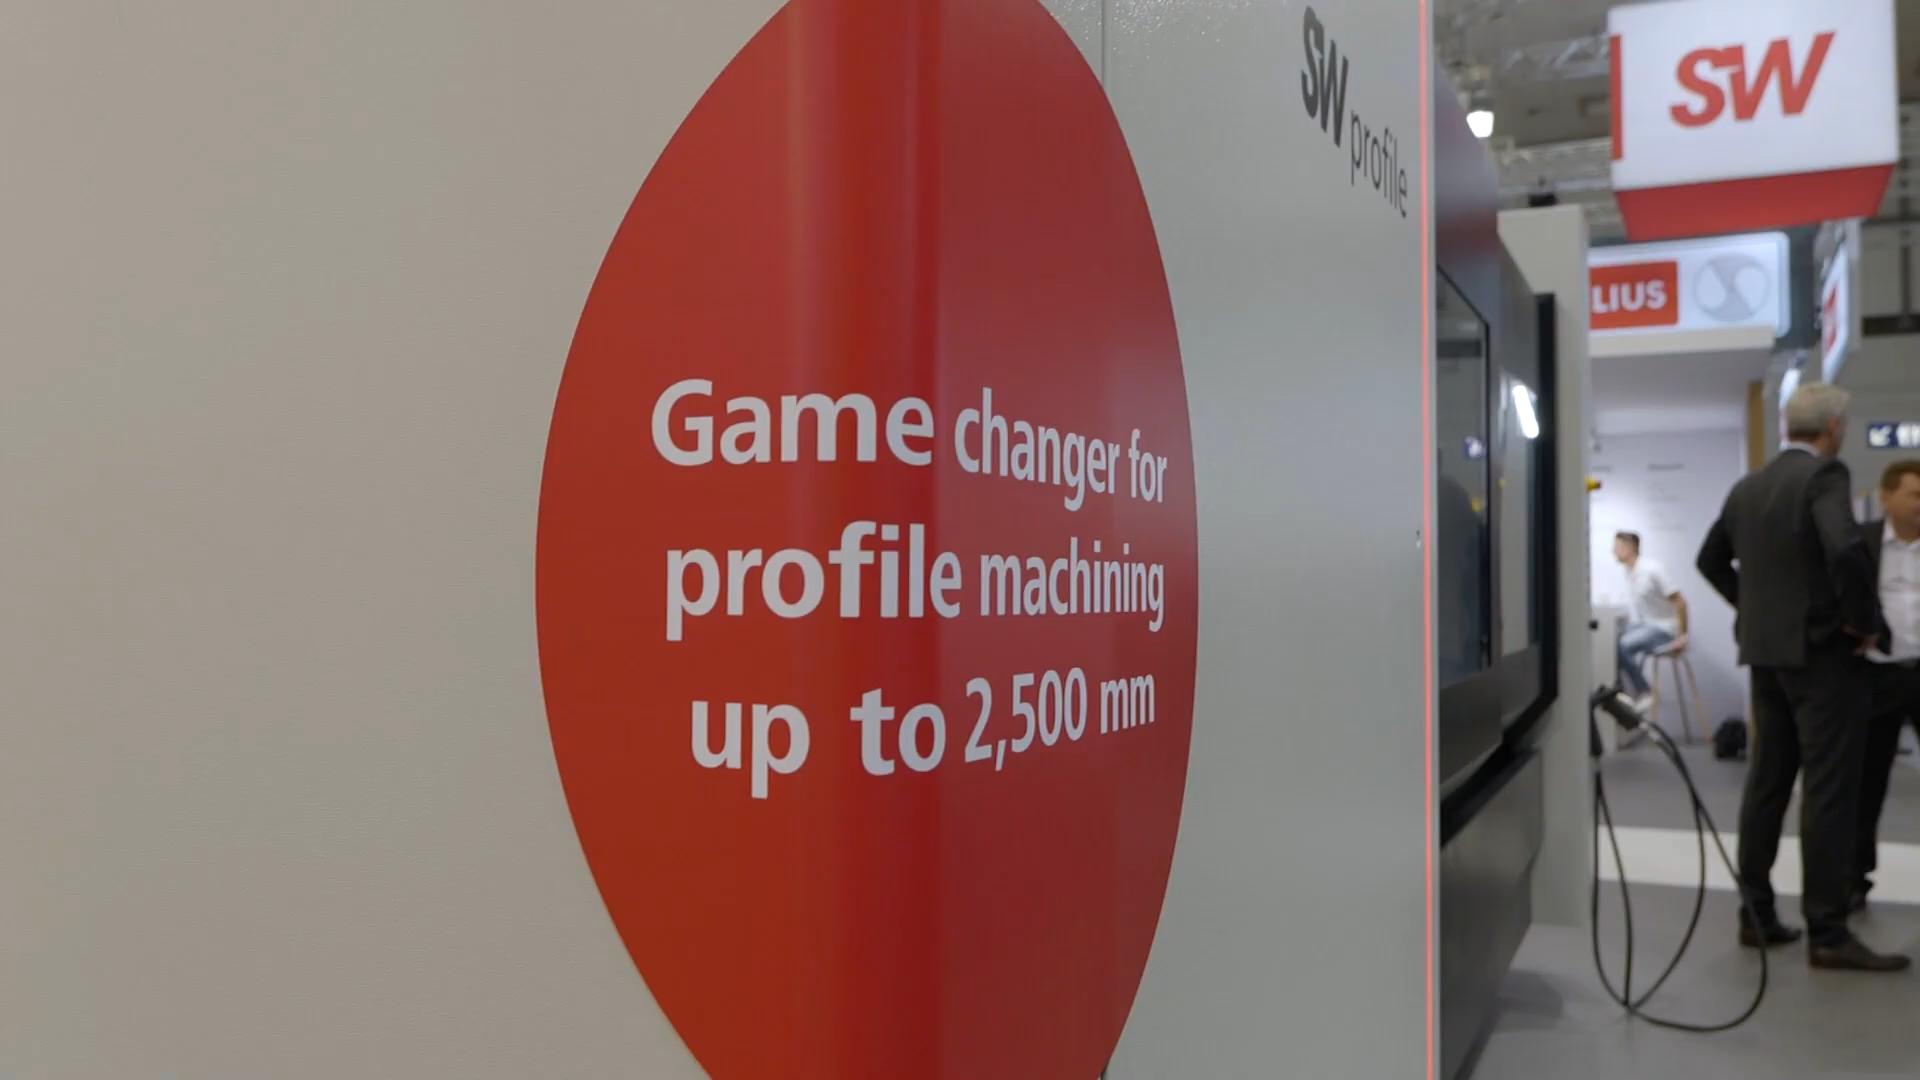 Game changer for
profile machining
up to 2,500 mm
SW profile
SW
LIUS